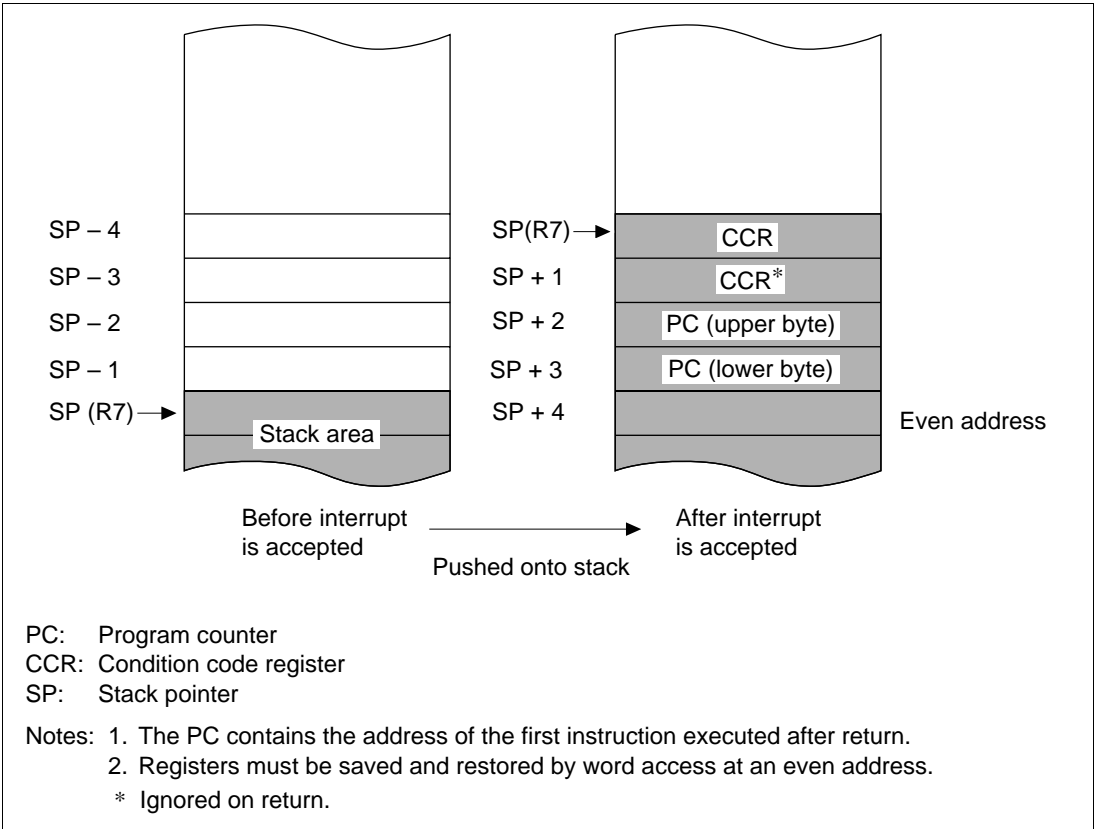 SP – 4
SP – 3
SP – 2
SP – 1
SP (R7)
Stack area
SP(R7)
CCR
SP + 1
CCR*
SP + 2
PC (upper byte)
SP + 3
PC (lower byte)
SP + 4
Even address
Before interrupt
is accepted
Pushed onto stack
After interrupt
is accepted
PC: Program counter
CCR: Condition code register
SP: Stack pointer
Notes: 1. The PC contains the address of the first instruction executed after return.
2. Registers must be saved and restored by word access at an even address.
* Ignored on return.